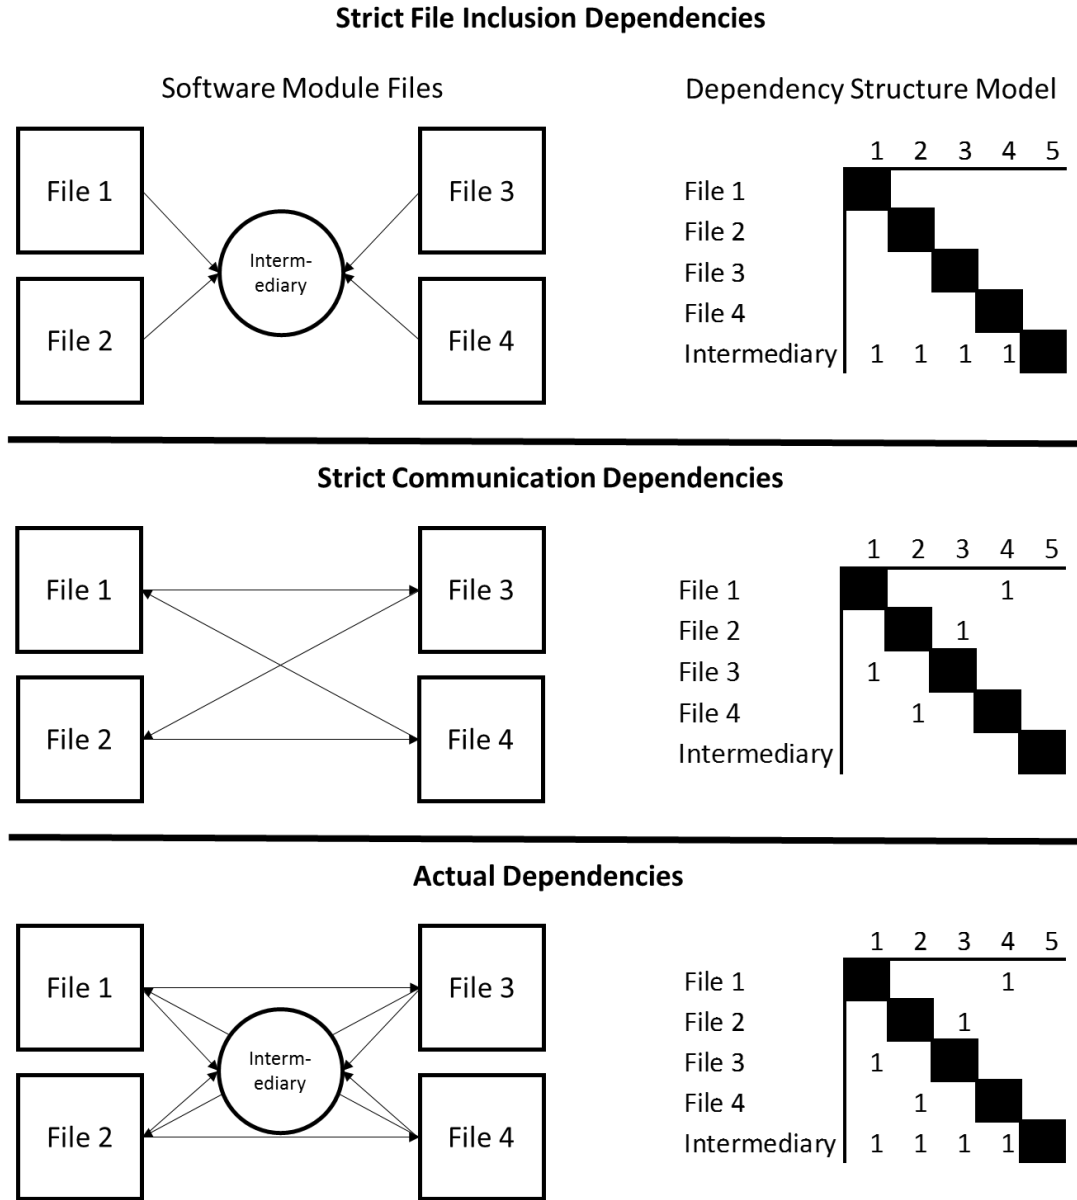 Strict File Inclusion Dependencies
Software Module Files
Dependency Structure Model
File 1
File 2
Interm-
ediary
File 3
File 4
1 2 3 4 5
File 1
File 2
File 3
File 4
Intermediary 1 1 1 1
Strict Communication Dependencies
File 1
File 2
File 3
File 4
1 2 3 4 5
File 1 1
File 2 1
File 3 1
File 4 1
Intermediary
Actual Dependencies
File 1
File 2
Interm-
ediary
File 3
File 4
1 2 3 4 5
File 1 1
File 2 1
File 3 1
File 4 1
Intermediary 1 1 1 1